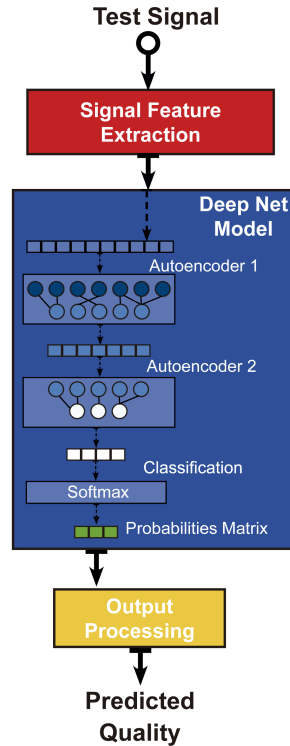 Test Signal
Signal Feature
Extraction
Deep Net
Model
Autoencoder 1
Autoencoder 2
Classification
Softmax
Probabilities Matrix
Output
Processing
Predicted
Quality